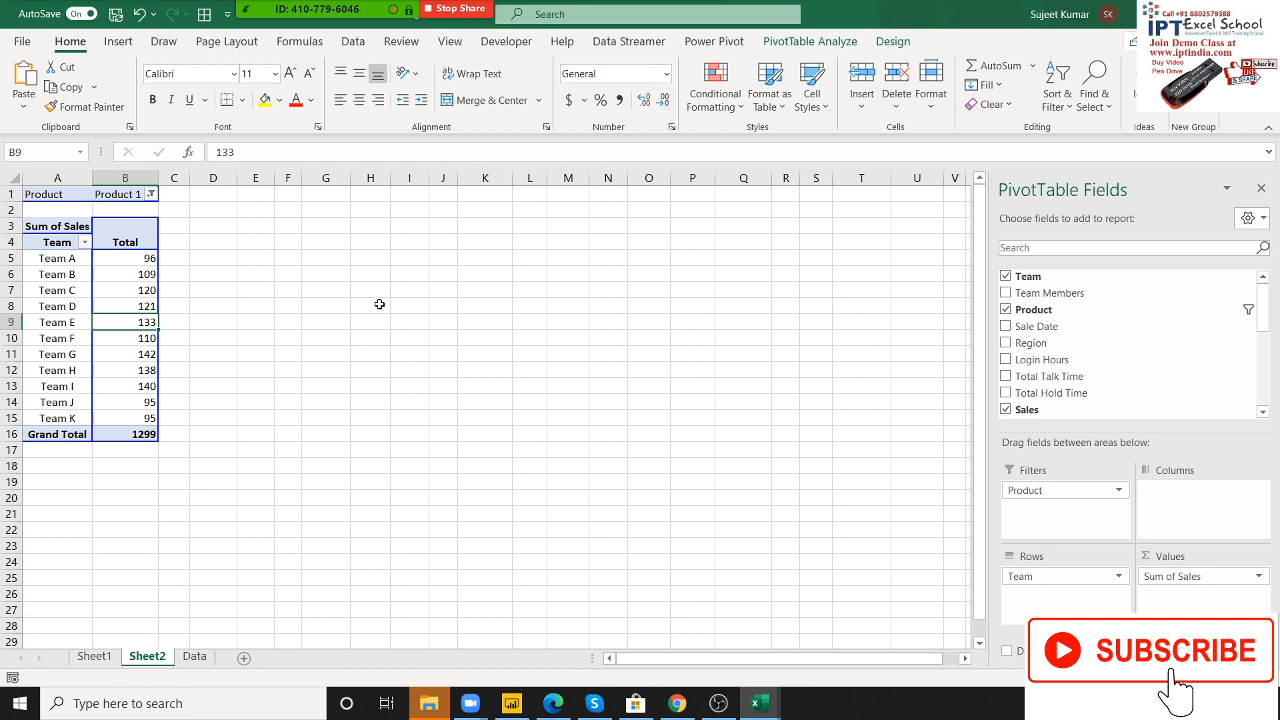 AutoSave On
ID: 410-779-6046
Stop Share
Search
Sujeet Kumar
SK
Call +91 8802579388
IPT Excel School
Advanced Excel & MIS Training School
Join Demo Class at
www.iptindia.com
Buy Video
Pen Drive
Subscribe
File Home Insert Draw Page Layout Formulas Data Review View Developer Help Data Streamer Power Pivot PivotTable Analyze Design
Paste
Cut
Copy
Format Painter
Clipboard
Calibri 11
B I U
Font
Wrap Text
Merge & Center
Alignment
General
$ % ,
Number
Conditional Formatting
Format as Table
Cell Styles
Styles
Insert
Delete
Format
Cells
AutoSum
Fill
Clear
Sort & Filter
Find & Select
Editing
Ideas
New Group
B9
fx
133
A B C D E F G H I J K L M N O P Q R S T U V
1 Product Product 1
2
3 Sum of Sales
4 Team Total
5 Team A 96
6 Team B 109
7 Team C 120
8 Team D 121
9 Team E 133
10 Team F 110
11 Team G 142
12 Team H 138
13 Team I 140
14 Team J 95
15 Team K 95
16 Grand Total 1299
17
18
19
20
21
22
23
24
25
26
27
28
29
PivotTable Fields
Choose fields to add to report:
Search
Team
Team Members
Product
Sale Date
Region
Login Hours
Total Talk Time
Total Hold Time
Sales
Drag fields between areas below:
Filters
Columns
Product
Rows
Values
Team
Sum of Sales
D
SUBSCRIBE
Sheet1 Sheet2 Data
Type here to search